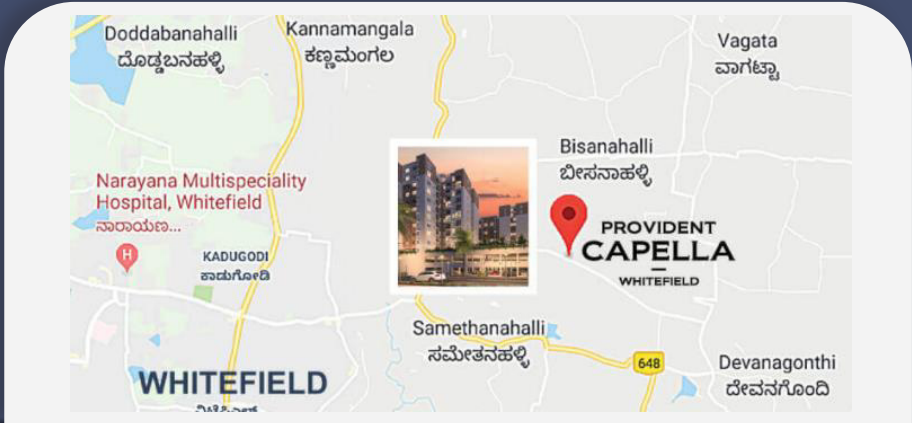 Doddabanahalli
ದೊಡ್ಡಬನಹಳ್ಳಿ
Kannamangala
ಕಣ್ಣಮಂಗಲ
Vagata
ವಾಗಟ್ಟಾ
Bisanahalli
ಬೀಸನಾಹಳ್ಳಿ
Narayana Multispeciality
Hospital, Whitefield
ನಾರಾಯಣ...
H
KADUGODI
ಕಾಡುಗೋಡಿ
PROVIDENT
CAPELLA
WHITEFIELD
Samethanahalli
ಸಮೇತನಹಳ್ಳಿ
648
Devanagonthi
ದೇವನಗೊಂದಿ
WHITEFIELD